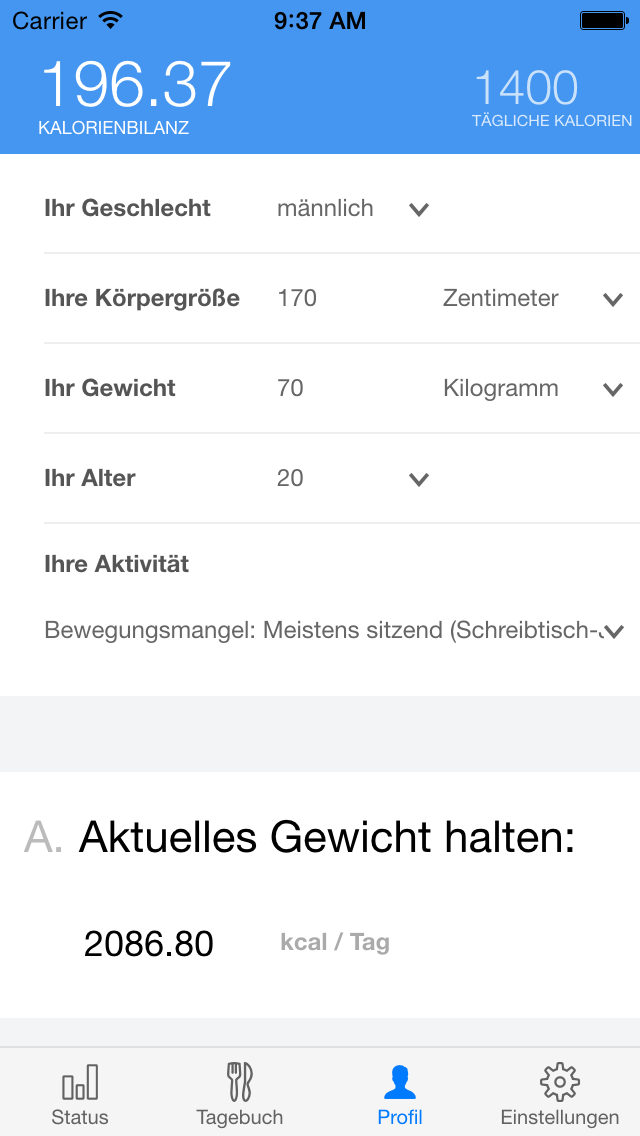 Carrier 9:37 AM
196.37 1400
KALORIENBILANZ TÄGLICHE KALORIEN
Ihr Geschlecht männlich
Ihre Körpergröße 170 Zentimeter
Ihr Gewicht 70 Kilogramm
Ihr Alter 20
Ihre Aktivität
Bewegungsmangel: Meistens sitzend (Schreibtisch-
A. Aktuelles Gewicht halten:
2086.80 kcal / Tag
Status Tagebuch Profil Einstellungen